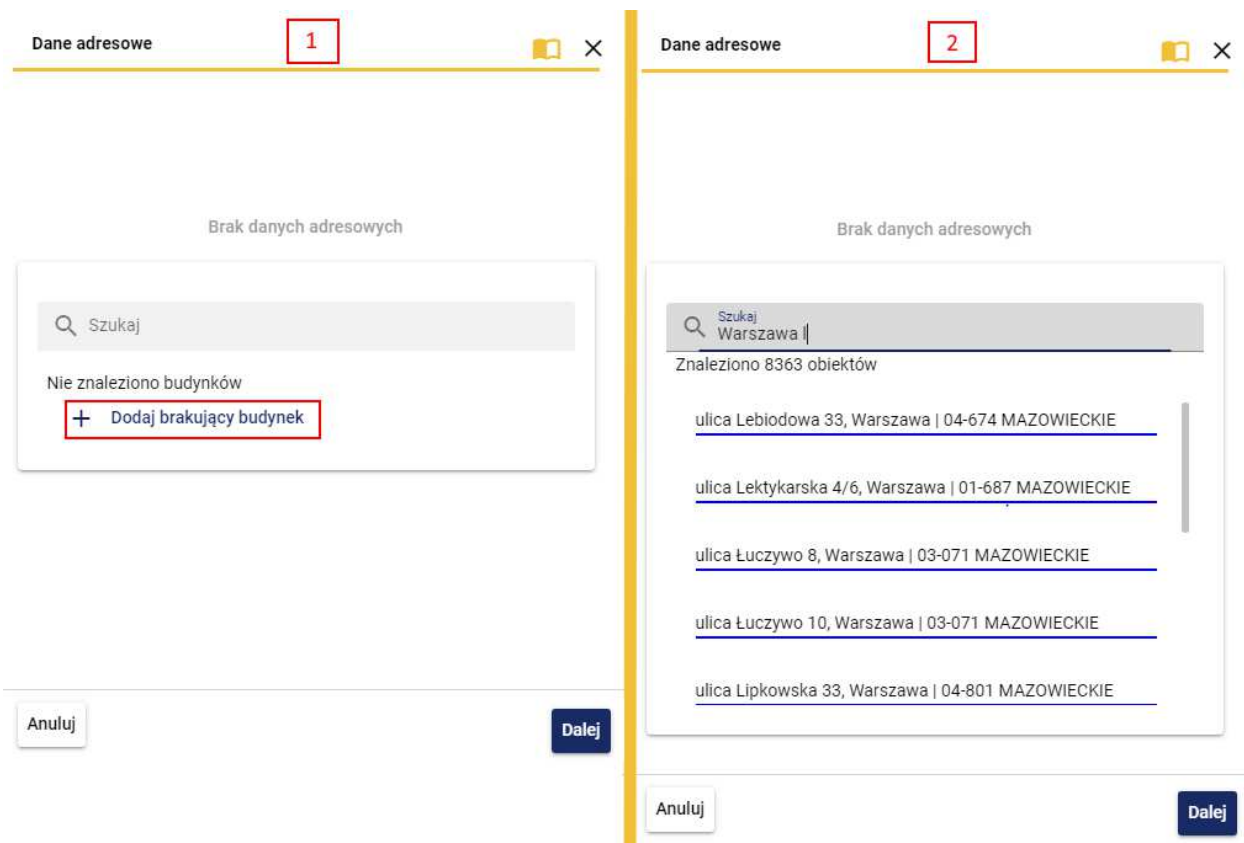 Dane adresowe
1
Brak danych adresowych
Szukaj
Nie znaleziono budynków
+ Dodaj brakujący budynek
Anuluj
Dalej
Dane adresowe
2
Brak danych adresowych
Szukaj
Warszawa l
Znaleziono 8363 obiektów
ulica Lebiodowa 33, Warszawa | 04-674 MAZOWIECKIE
ulica Lektykarska 4/6, Warszawa | 01-687 MAZOWIECKIE
ulica Łuczywo 8, Warszawa | 03-071 MAZOWIECKIE
ulica Łuczywo 10, Warszawa | 03-071 MAZOWIECKIE
ulica Lipkowska 33, Warszawa | 04-801 MAZOWIECKIE
Anuluj
Dalej